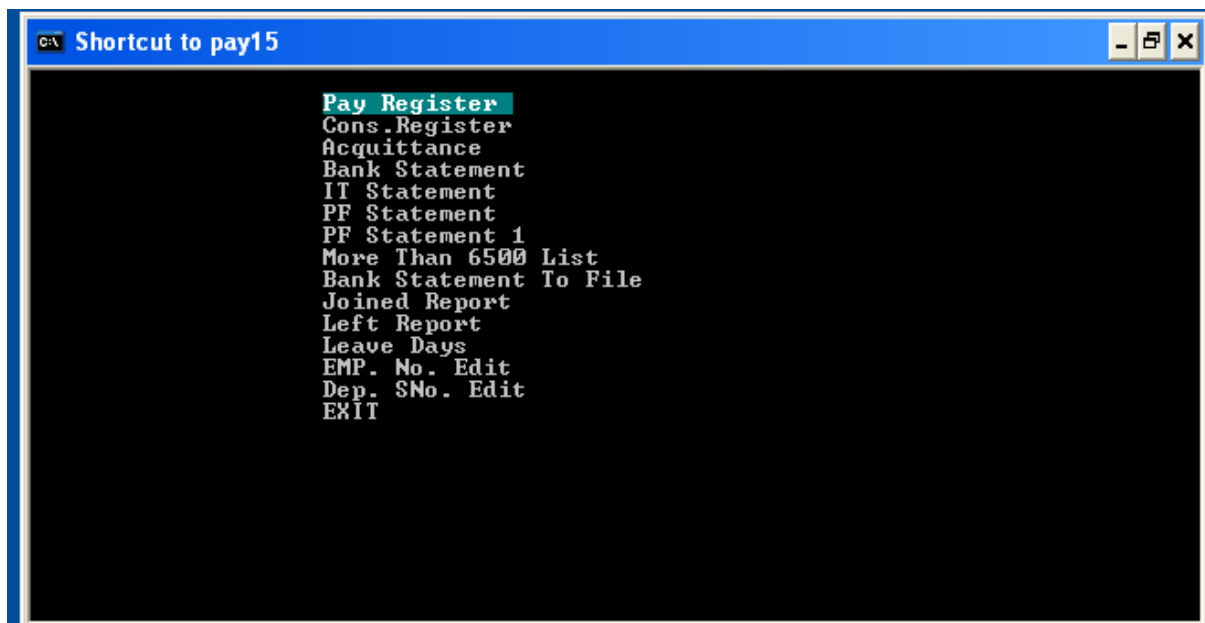 Shortcut to pay15
Pay Register
Cons.Register
Acquittance
Bank Statement
IT Statement
PF Statement
PF Statement 1
More Than 6500 List
Bank Statement To File
Joined Report
Left Report
Leave Days
EMP. No. Edit
Dep. SNo. Edit
EXIT